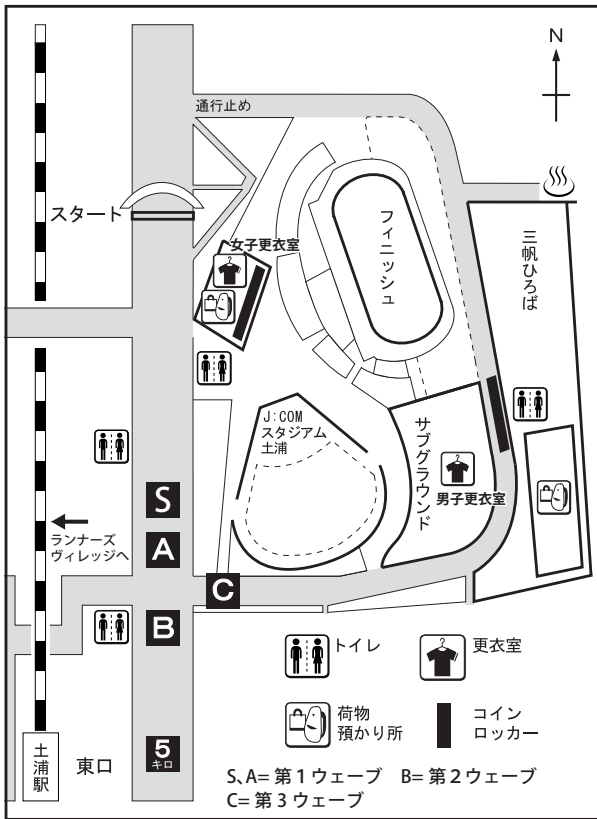 N
通行止め
スタート
女子更衣室
フィニッシュ
三帆ひろば
J:COM
スタジアム
土浦
サブグラウンド
男子更衣室
S
A
ランナーズ
ヴィレッジへ
C
B
トイレ
更衣室
荷物
預かり所
コイン
ロッカー
5
キロ
土浦駅
東口
S、A=第1ウェーブ B=第2ウェーブ
C=第3ウェーブ